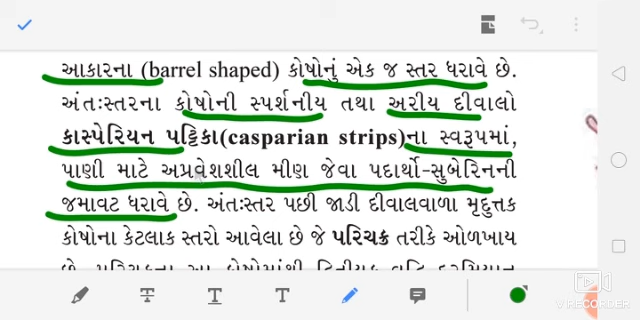 આકારના (barrel shaped) કોષોનું એક જ સ્તર ધરાવે છે.
અંતઃસ્તરના કોષોની સ્પર્શનીય તથા અરીય દીવાલો
કાસ્પેરિયન પટ્ટિકા(casparian strips)ના સ્વરૂપમાં,
પાણી માટે અપ્રવેશશીલ મીણ જેવા પદાર્થો-સુબેરિનની
જમાવટ ધરાવે છે. અંતઃસ્તર પછી જાડી દીવાલવાળા મૃદુત્તક
કોષોના કેટલાક સ્તરો આવેલા છે જે પરિચક્ર તરીકે ઓળખાય
છે.
RECORDER